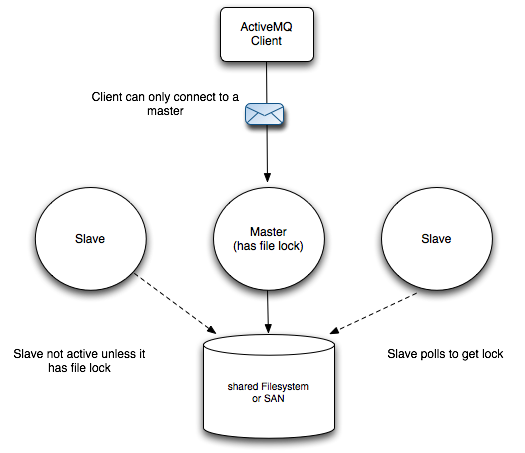 ActiveMQ
Client
Client can only connect to a
master
Slave
Master
(has file lock)
Slave
Slave not active unless it
has file lock
Slave polls to get lock
shared Filesystem
or SAN